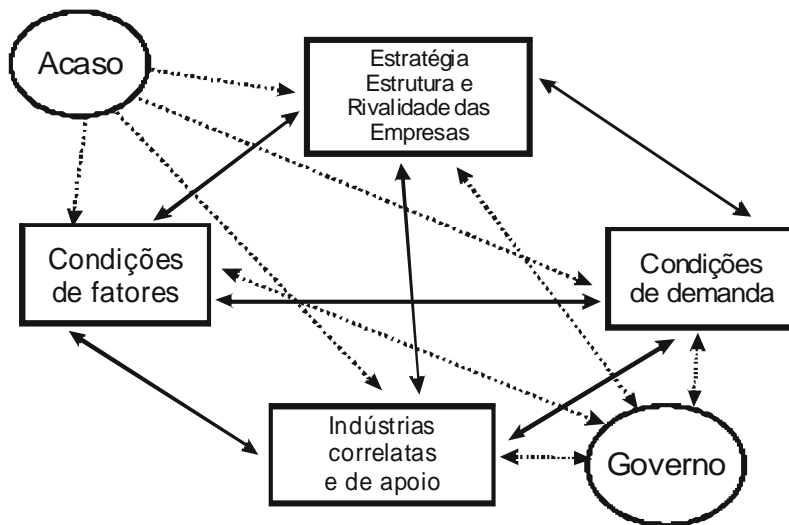 Acaso
Estratégia
Estrutura e
Rivalidade das
Empresas
Condições
de fatores
Condições
de demanda
Indústrias
correlatas
e de apoio
Governo